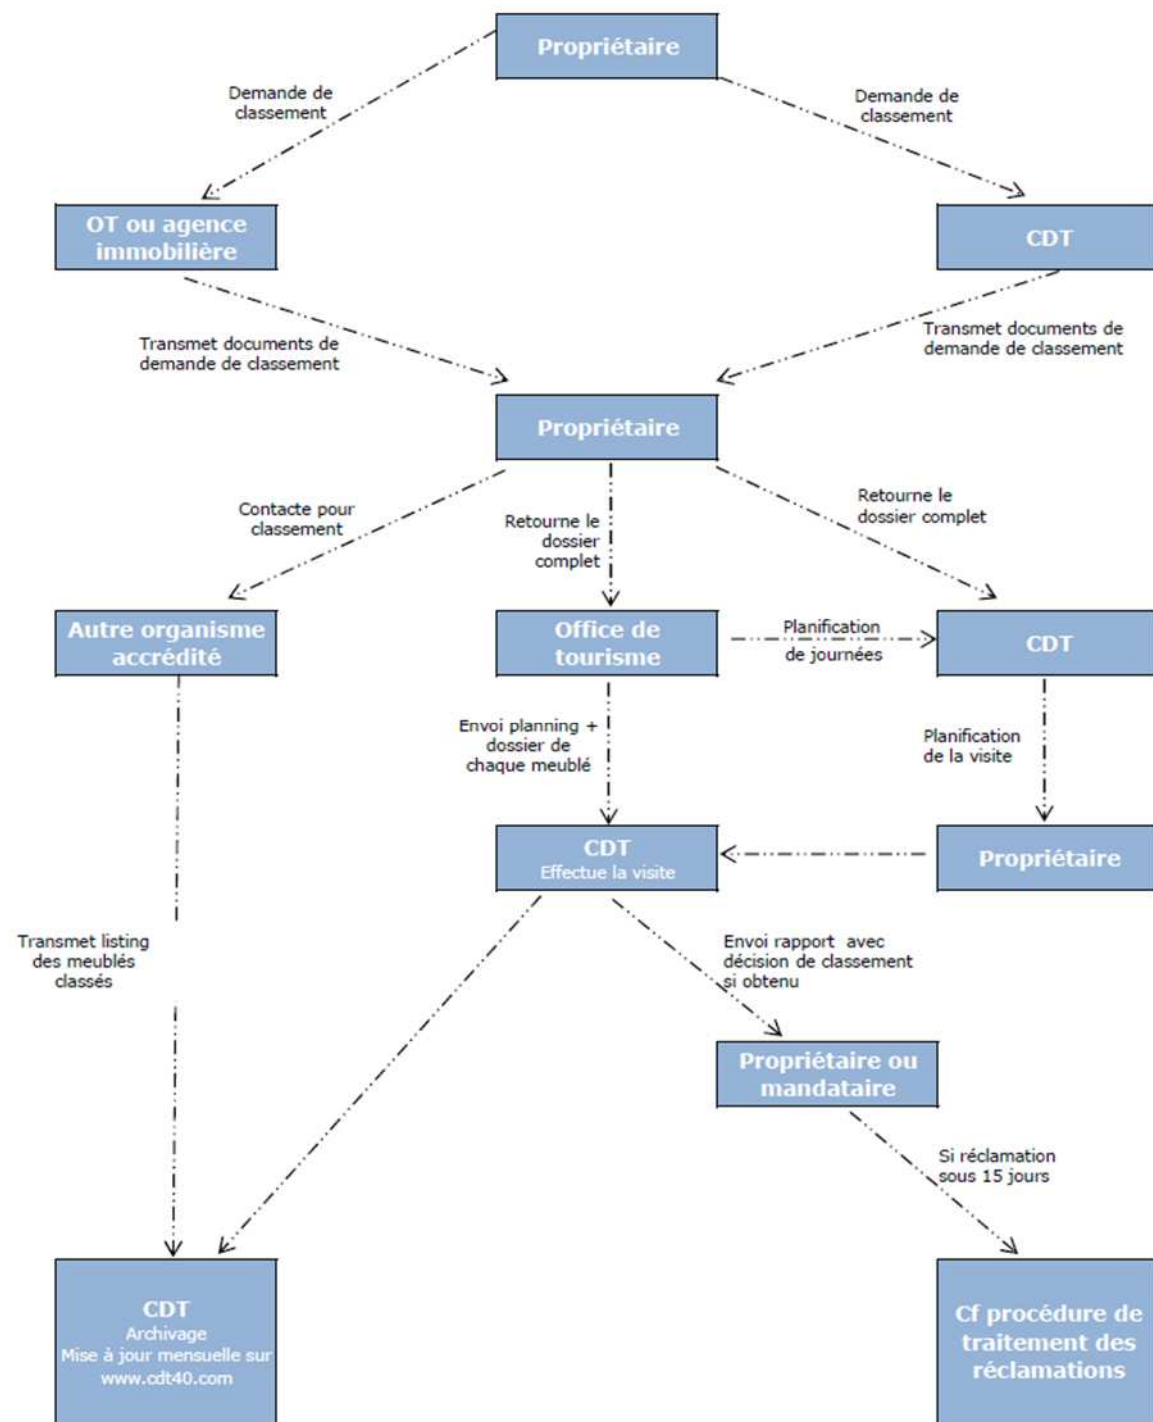 Propriétaire
Demande de
classement
Demande de
classement
OT ou agence
immobilière
CDT
Transmet documents de
demande de classement
Transmet documents de
demande de classement
Propriétaire
Contacte pour
classement
Retourne le
dossier
complet
Retourne le
dossier complet
Autre organisme
accrédité
Office de
tourisme
Planification
de journées
CDT
Envoi planning +
dossier de
chaque meublé
Planification
de la visite
CDT
Effectue la visite
Propriétaire
Transmet listing
des meublés
classés
Envoi rapport avec
décision de classement
si obtenu
Propriétaire ou
mandataire
Si réclamation
sous 15 jours
CDT
Archivage
Mise à jour mensuelle sur
www.cdt40.com
Cf procédure de
traitement des
réclamations